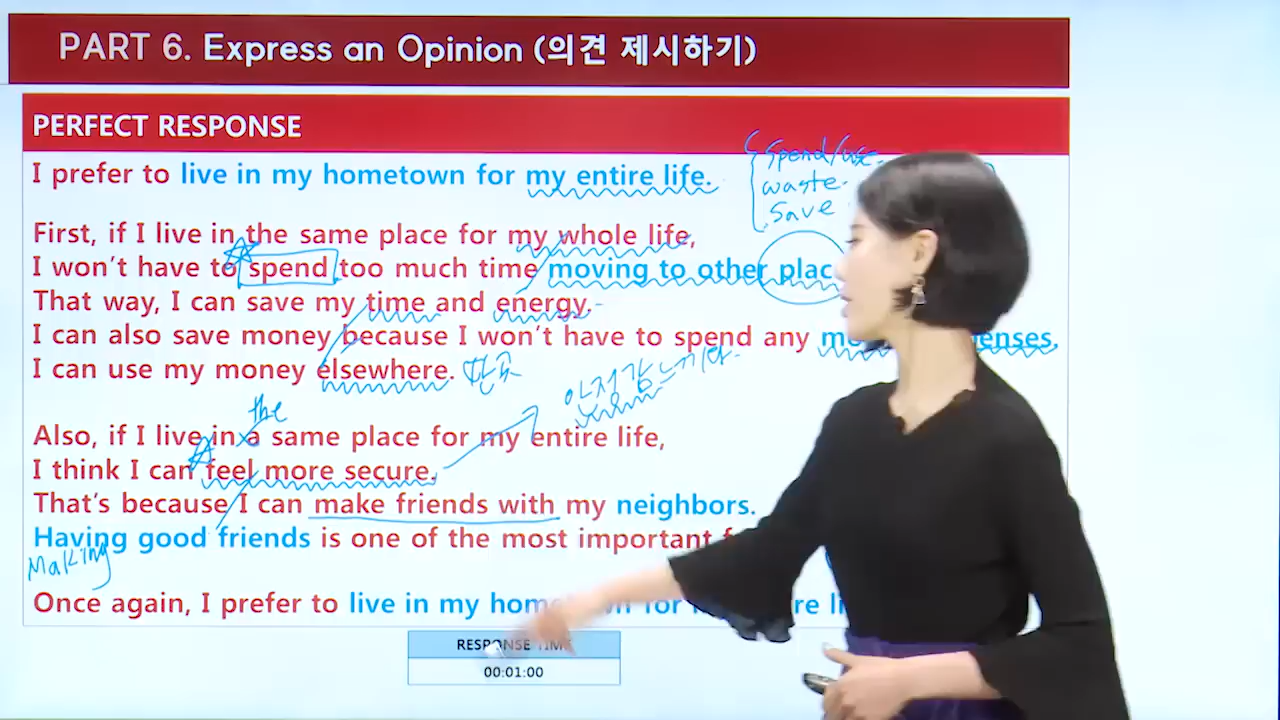 PART 6. Express an Opinion (의견 제시하기)
PERFECT RESPONSE
spend/use
waste
save
I prefer to live in my hometown for my entire life.
First, if I live in the same place for my whole life,
I won't have to spend too much time moving to other plac
That way, I can save my time and energy.
I can also save money because I won't have to spend any enses,
I can use my money elsewhere.
안정감 느끼다
the
Also, if I live in a same place for my entire life,
I think I can feel more secure.
That's because I can make friends with my neighbors.
Having good friends is one of the most important
Making
Once again, I prefer to live in my li
RESPONSE TIM
00:01:00